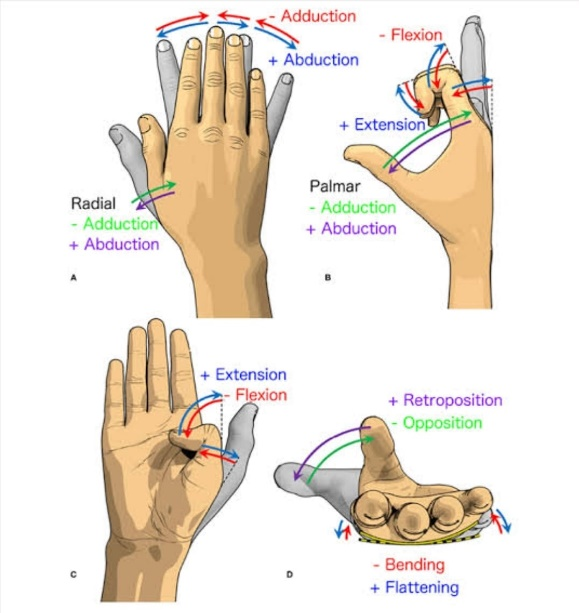 - Adduction
+ Abduction
Radial
- Adduction
+ Abduction
A
- Flexion
+ Extension
Palmar
- Adduction
+ Abduction
B
+ Extension
- Flexion
C
+ Retroposition
- Opposition
D
- Bending
+ Flattening